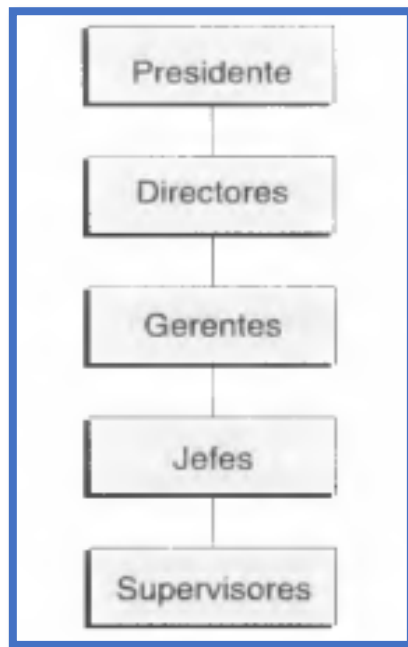 Presidente
Directores
Gerentes
Jefes
Supervisores